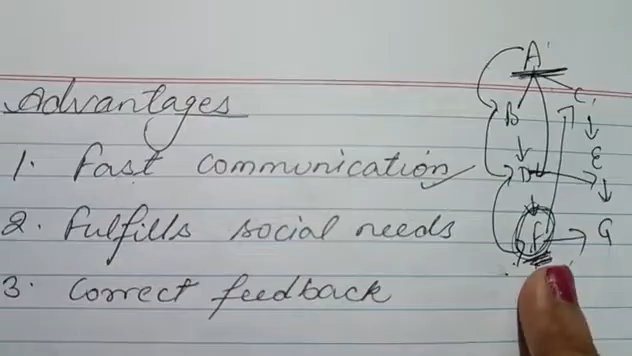 Advantages
1. Fast communication
2. Fulfills social needs
3. Correct feedback
A
B C
D E
F G